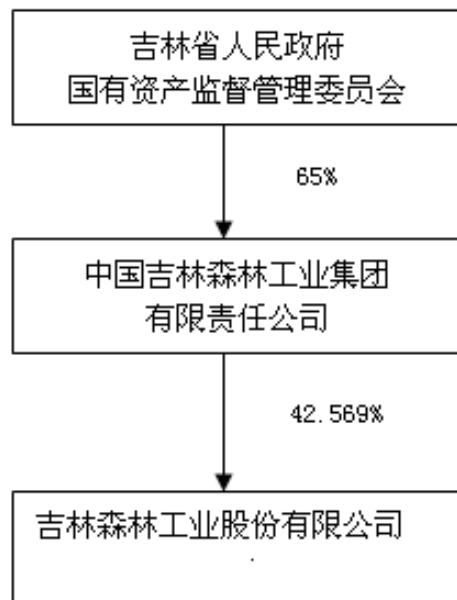 吉林省人民政府
国有资产监督管理委员会
65%
中国吉林森林工业集团
有限责任公司
42.569%
吉林森林工业股份有限公司